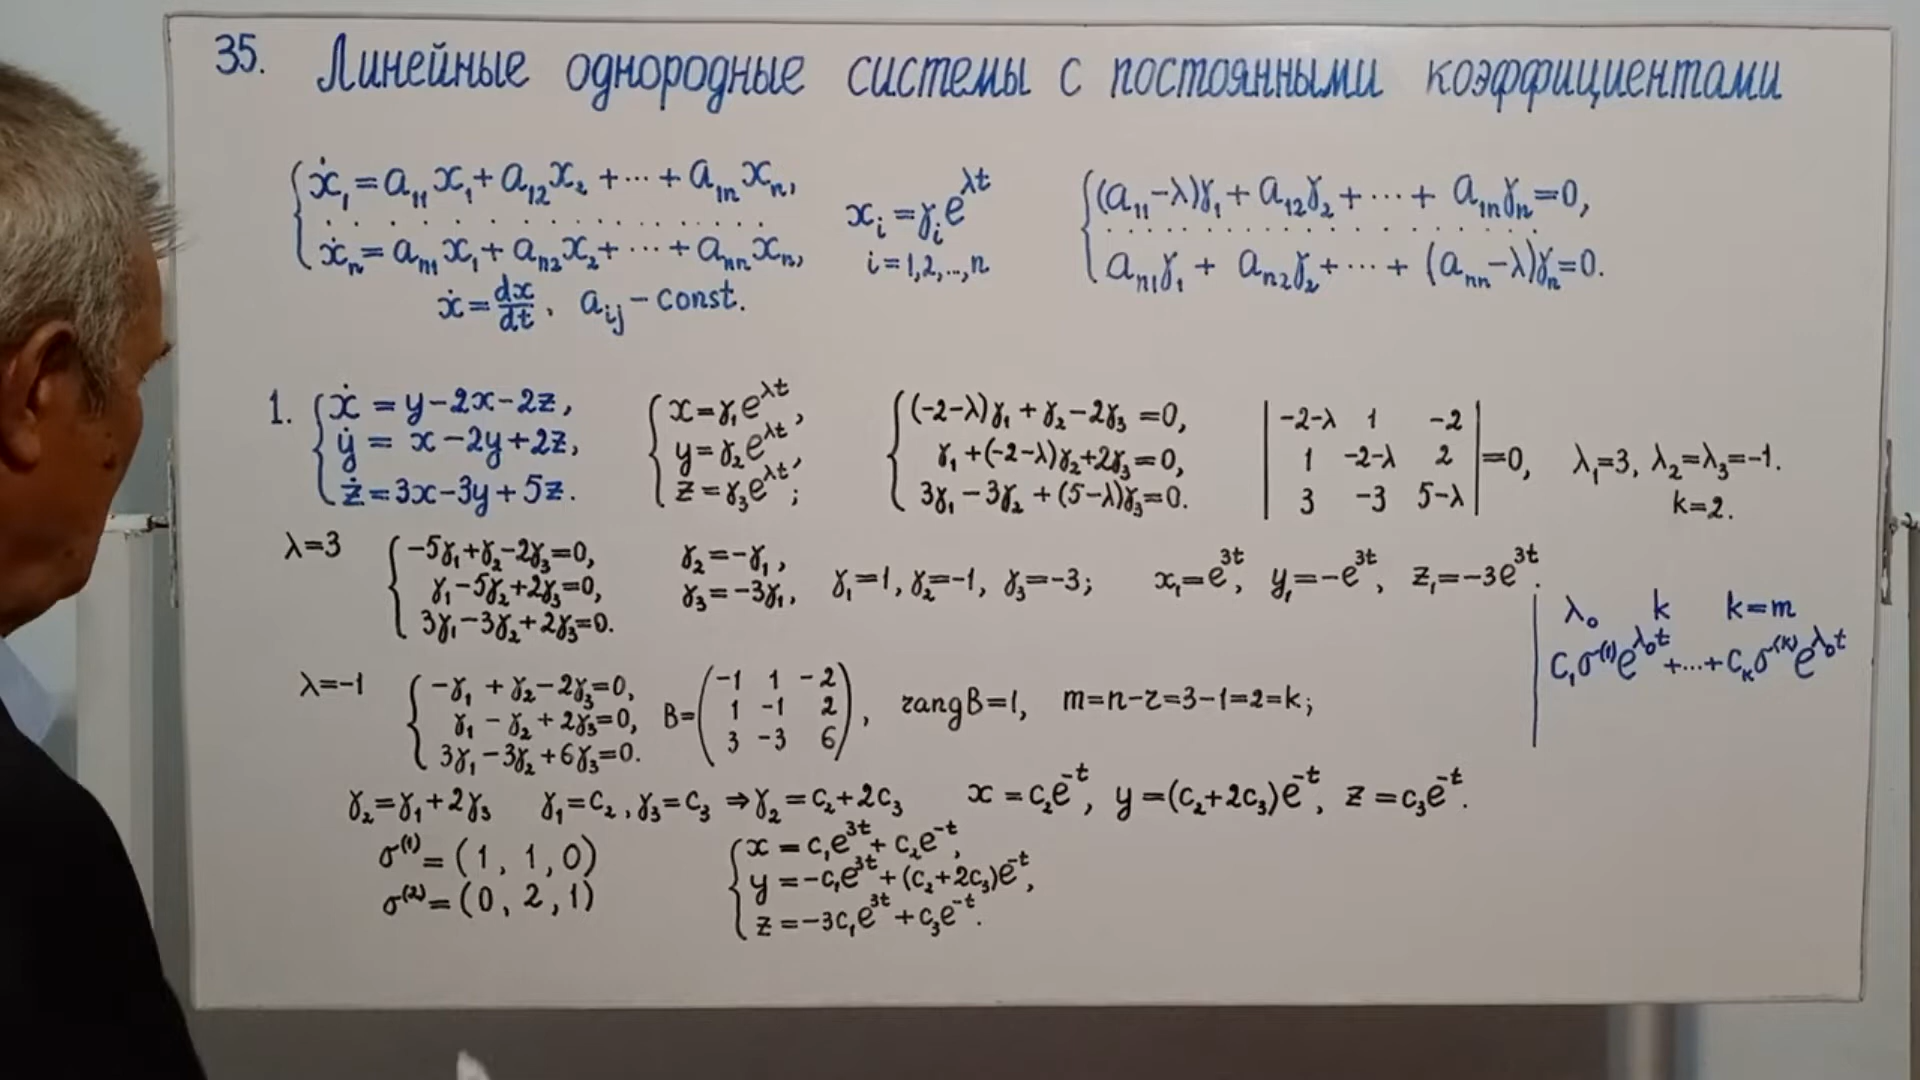 35. Линейные однородные системы с постоянными коэффициентами
{ẋ₁ = a₁₁x₁ + a₁₂x₂ + ⋯ + a₁ₙxₙ,
. . . . . . . . . . . . . . . .
ẋₙ = aₙ₁x₁ + aₙ₂x₂ + ⋯ + aₙₙxₙ,
ẋ = dx/dt, aᵢⱼ – const.
xᵢ = γᵢe^{λt}
i = 1,2,..,n
{(a₁₁–λ)γ₁ + a₁₂γ₂ + ⋯ + a₁ₙγₙ = 0,
. . . . . . . . . . . . . . . .
aₙ₁γ₁ + aₙ₂γ₂ + ⋯ + (aₙₙ–λ)γₙ = 0.
1. {ẋ = y – 2x – 2z,
ẏ = x – 2y + 2z,
ż = 3x – 3y + 5z.
{x = γ₁e^{λt},
y = γ₂e^{λt},
z = γ₃e^{λt};
{(–2–λ)γ₁ + γ₂ – 2γ₃ = 0,
γ₁ + (–2–λ)γ₂ + 2γ₃ = 0,
3γ₁ – 3γ₂ + (5–λ)γ₃ = 0.
|–2–λ 1 –2|
|1 –2–λ 2| = 0, λ₁ = 3, λ₂ = λ₃ = –1.
|3 –3 5–λ|
k = 2.
λ = 3
{–5γ₁ + γ₂ – 2γ₃ = 0,
γ₁ – 5γ₂ + 2γ₃ = 0,
3γ₁ – 3γ₂ + 2γ₃ = 0.
γ₂ = –γ₁,
γ₃ = –3γ₁,
γ₁ = 1, γ₂ = –1, γ₃ = –3; x₁ = e^{3t}, y₁ = –e^{3t}, z₁ = –3e^{3t}.
λ₀ k k = m
c₁σ⁽¹⁾e^{λ₀t} + ⋯ + cₖσ⁽ᵏ⁾e^{λ₀t}
λ = –1
{–γ₁ + γ₂ – 2γ₃ = 0,
γ₁ – γ₂ + 2γ₃ = 0,
3γ₁ – 3γ₂ + 6γ₃ = 0.
(–1 1 –2)
B = (1 –1 2), rang B = 1, m = n – r = 3 – 1 = 2 = k;
(3 –3 6)
γ₂ = γ₁ + 2γ₃ γ₁ = c₂, γ₃ = c₃ ⇒ γ₂ = c₂ + 2c₃ x = c₂e^{–t}, y = (c₂ + 2c₃)e^{–t}, z = c₃e^{–t}.
σ⁽¹⁾ = (1, 1, 0)
σ⁽²⁾ = (0, 2, 1)
{x = c₁e^{3t} + c₂e^{–t},
y = –c₁e^{3t} + (c₂ + 2c₃)e^{–t},
z = –3c₁e^{3t} + c₃e^{–t}.